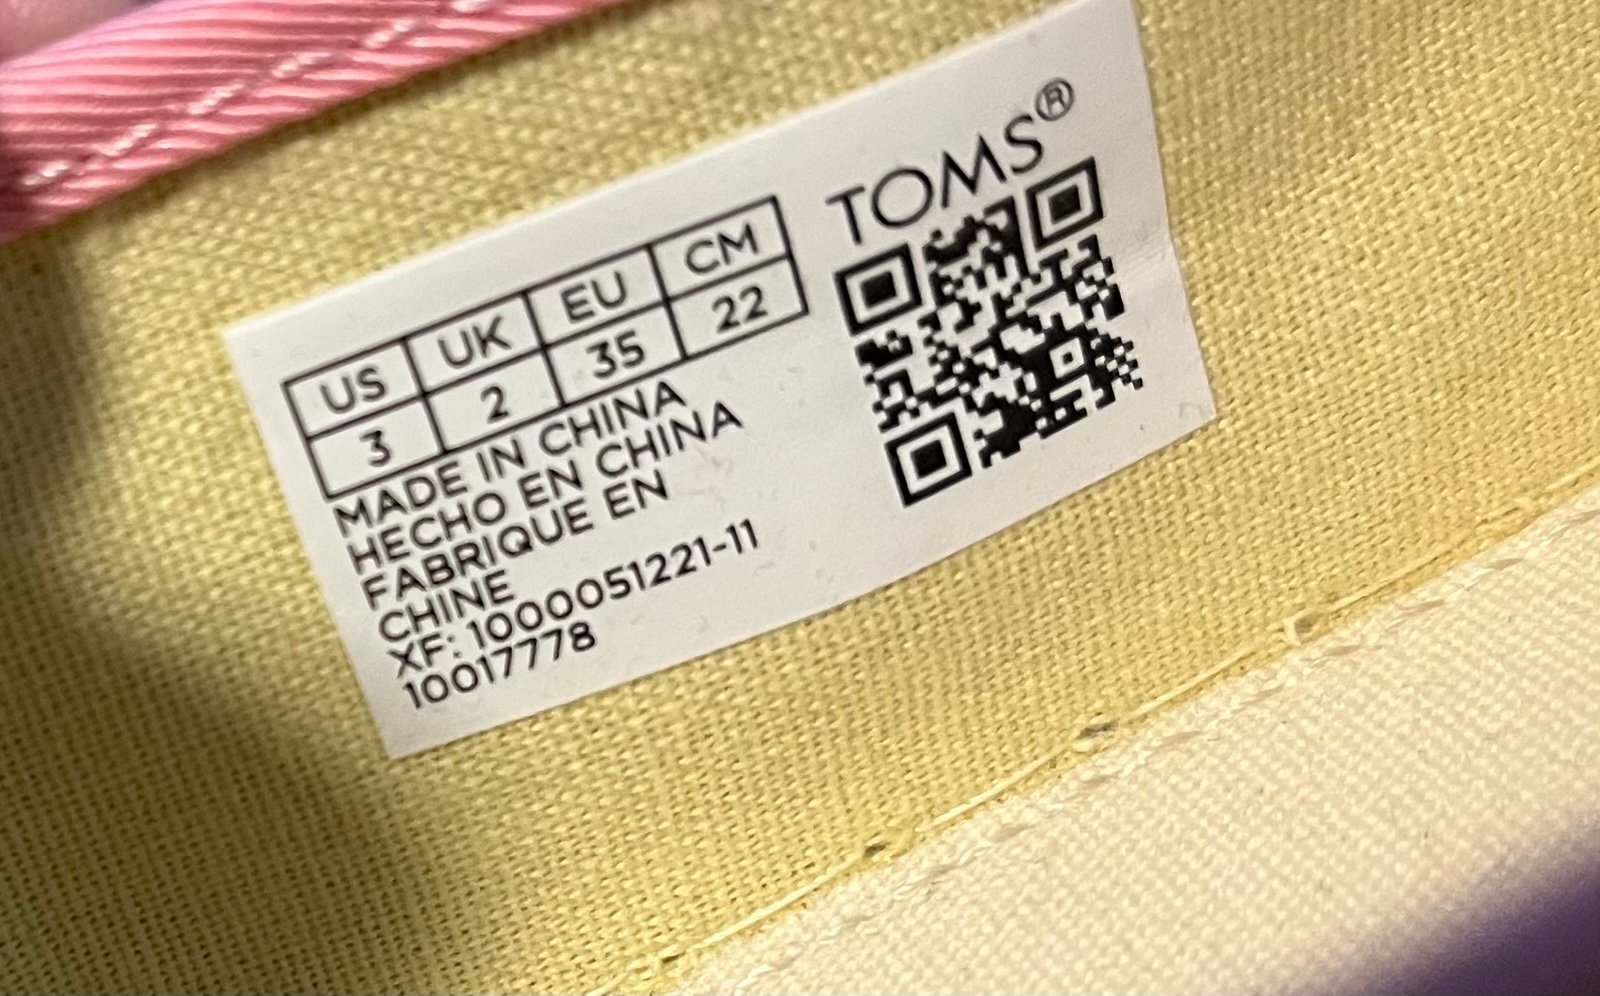 US UK EU CM
3 2 35 22
MADE IN CHINA
HECHO EN CHINA
FABRIQUE EN
CHINE
XF: 1000051221-11
10017778
TOMS®